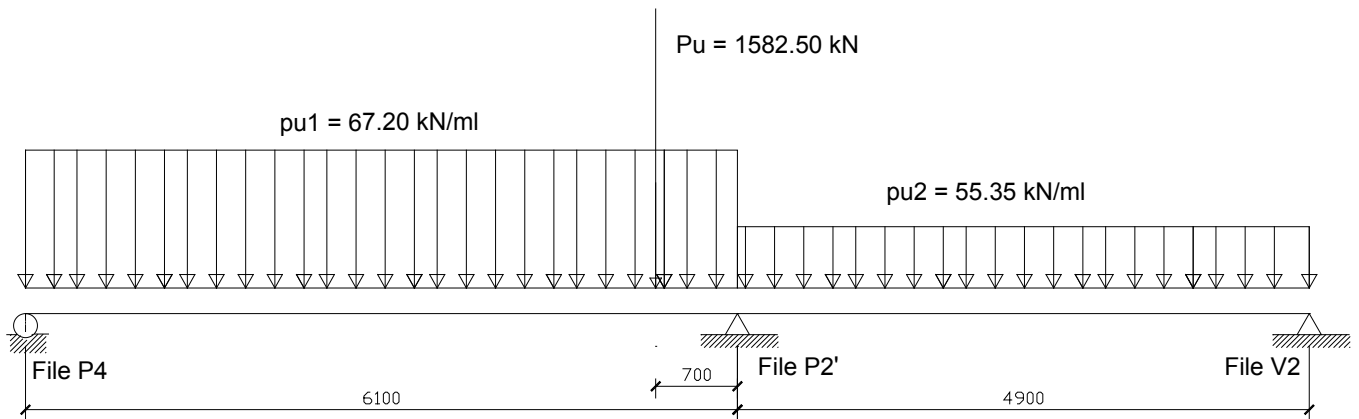 Pu = 1582.50 kN
pu1 = 67.20 kN/ml
pu2 = 55.35 kN/ml
File P4
File P2'
File V2
700
6100
4900